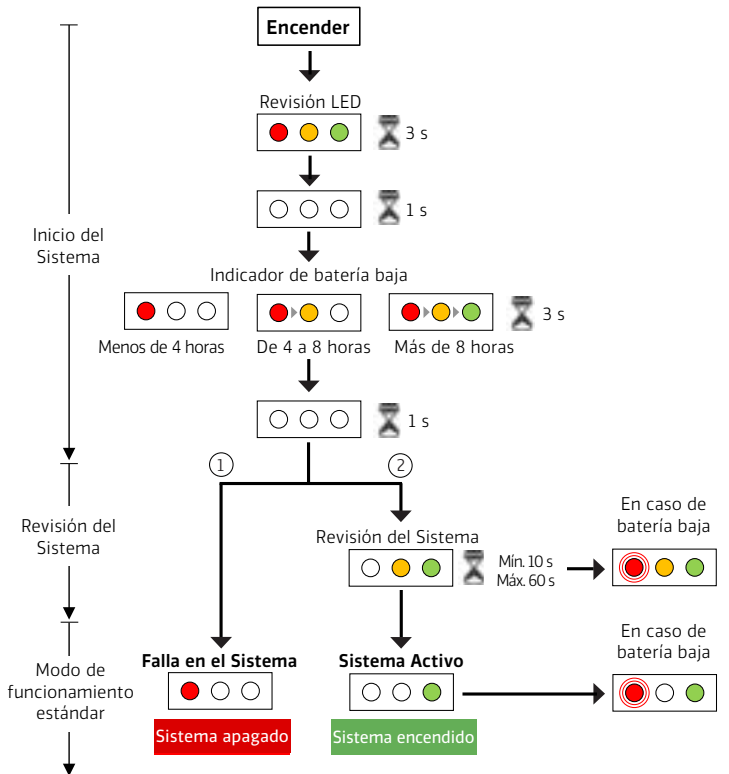 Encender
Revisión LED
3 s
1 s
Inicio del
Sistema
Indicador de batería baja
3 s
Menos de 4 horas
De 4 a 8 horas
Más de 8 horas
1 s
1
2
Revisión del
Sistema
Revisión del Sistema
Mín. 10 s
Máx. 60 s
En caso de
batería baja
Modo de
funcionamiento
estándar
Falla en el Sistema
Sistema apagado
Sistema Activo
Sistema encendido
En caso de
batería baja